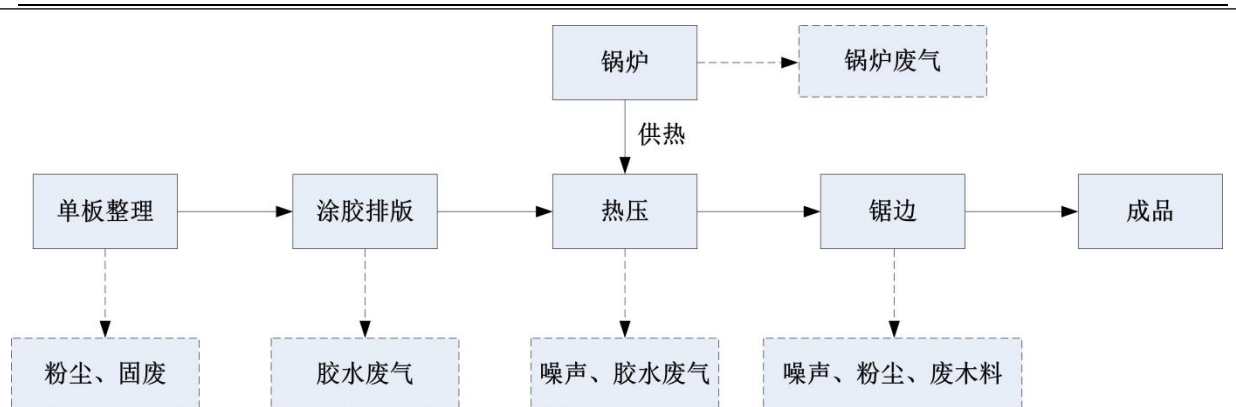 锅炉
锅炉废气
供热
单板整理
涂胶排版
热压
锯边
成品
粉尘、固废
胶水废气
噪声、胶水废气
噪声、粉尘、废木料